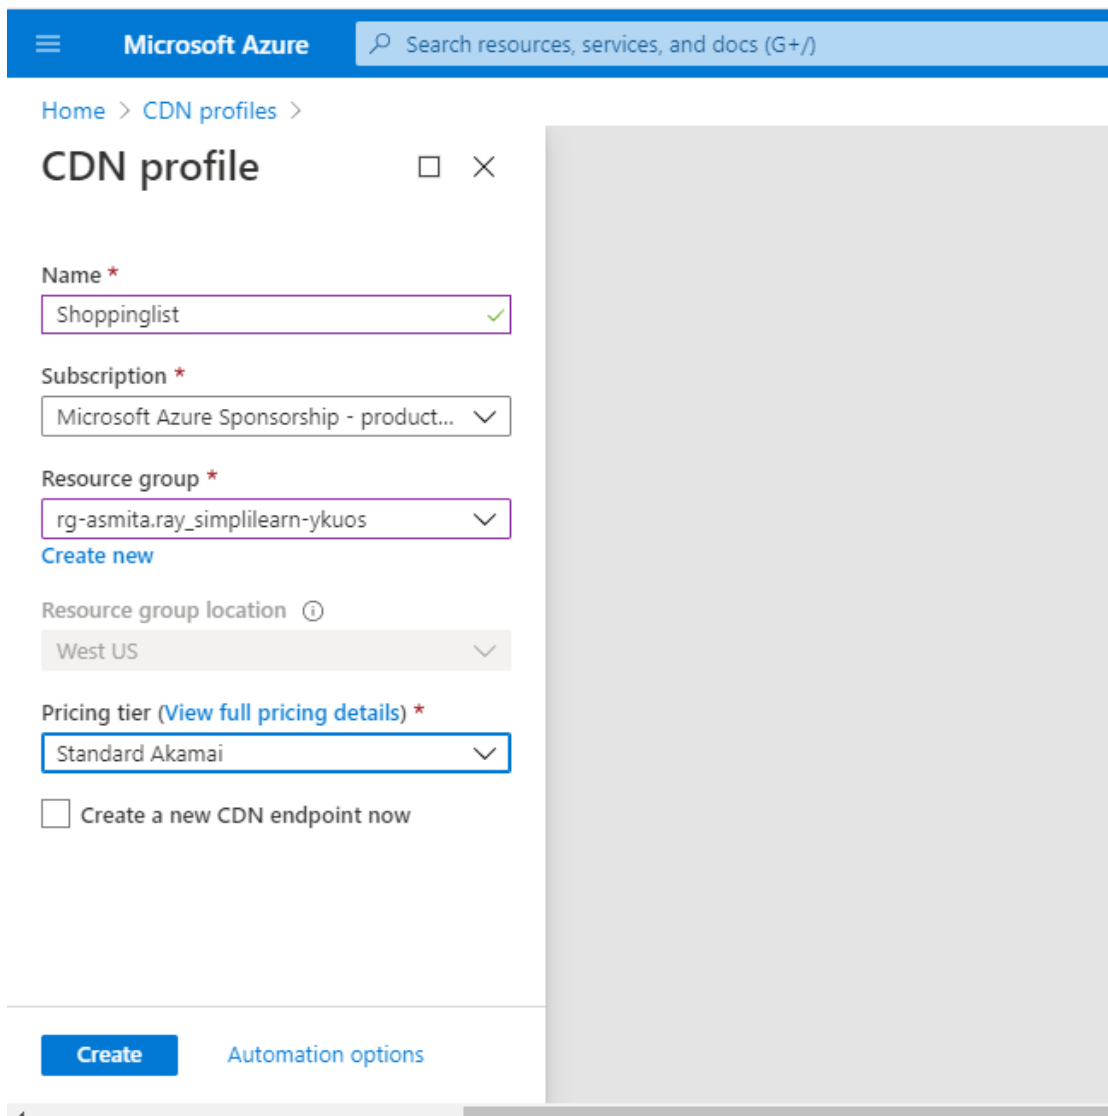 Microsoft Azure
Search resources, services, and docs (G+/)
Home > CDN profiles >
CDN profile
Name *
Shoppinglist
Subscription *
Microsoft Azure Sponsorship - product...
Resource group *
rg-asmita.ray_simplilearn-ykuos
Create new
Resource group location
West US
Pricing tier (View full pricing details) *
Standard Akamai
Create a new CDN endpoint now
Create
Automation options